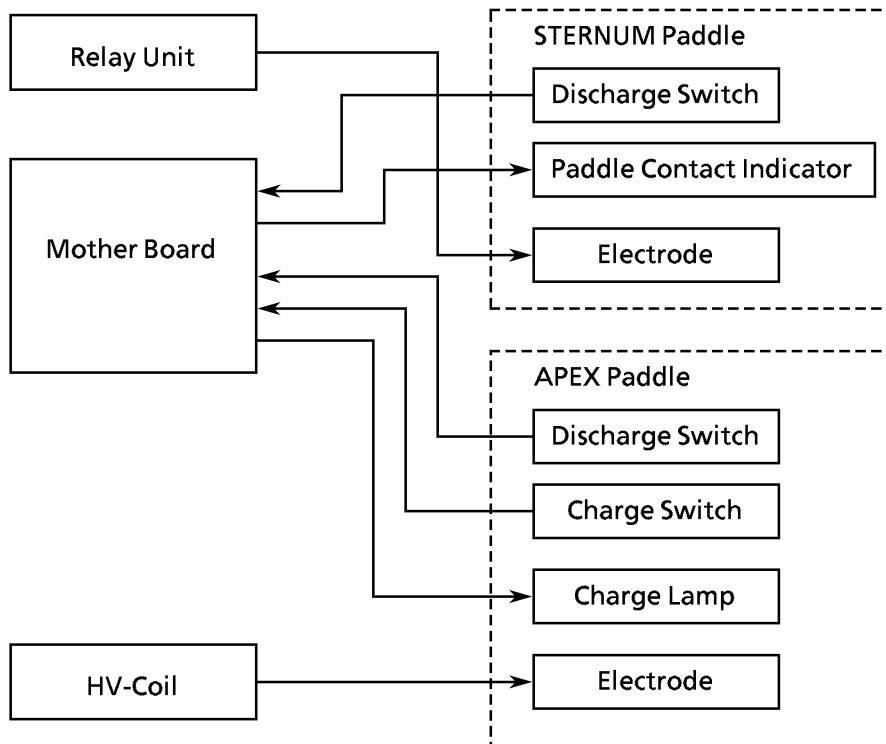 Relay Unit
Mother Board
HV-Coil
STERNUM Paddle
Discharge Switch
Paddle Contact Indicator
Electrode
APEX Paddle
Discharge Switch
Charge Switch
Charge Lamp
Electrode